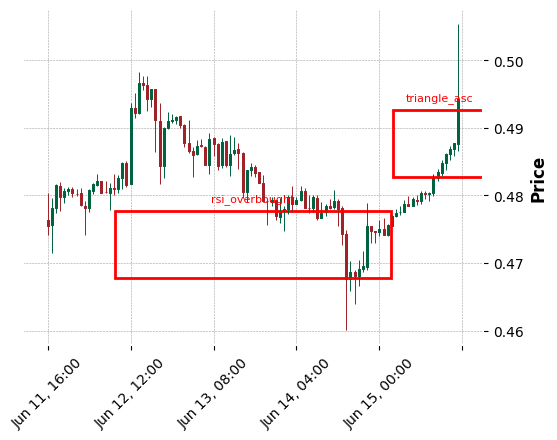 0.50
triangle_asc
0.49
0.48
rsi_overbought
0.47
0.46
Price
Jun 11, 16:00
Jun 12, 12:00
Jun 13, 08:00
Jun 14, 04:00
Jun 15, 00:00